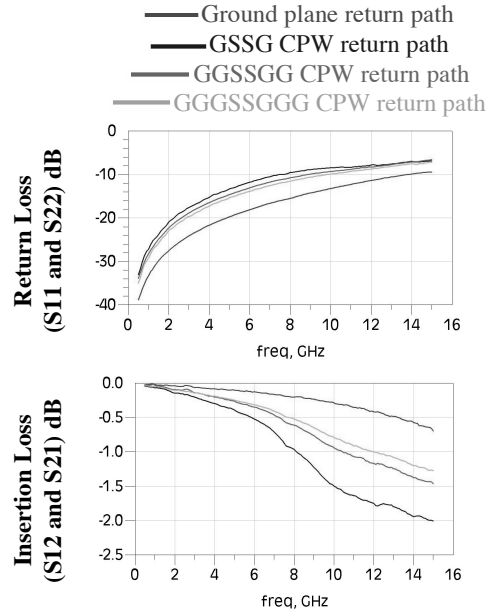 Ground plane return path
GSSG CPW return path
GGSSGG CPW return path
GGGSSGGG CPW return path
Return Loss
(S11 and S22) dB
0
-10
-20
-30
-40
0 2 4 6 8 10 12 14 16
freq, GHz
Insertion Loss
(S12 and S21) dB
0.0
-0.5
-1.0
-1.5
-2.0
-2.5
0 2 4 6 8 10 12 14 16
freq, GHz